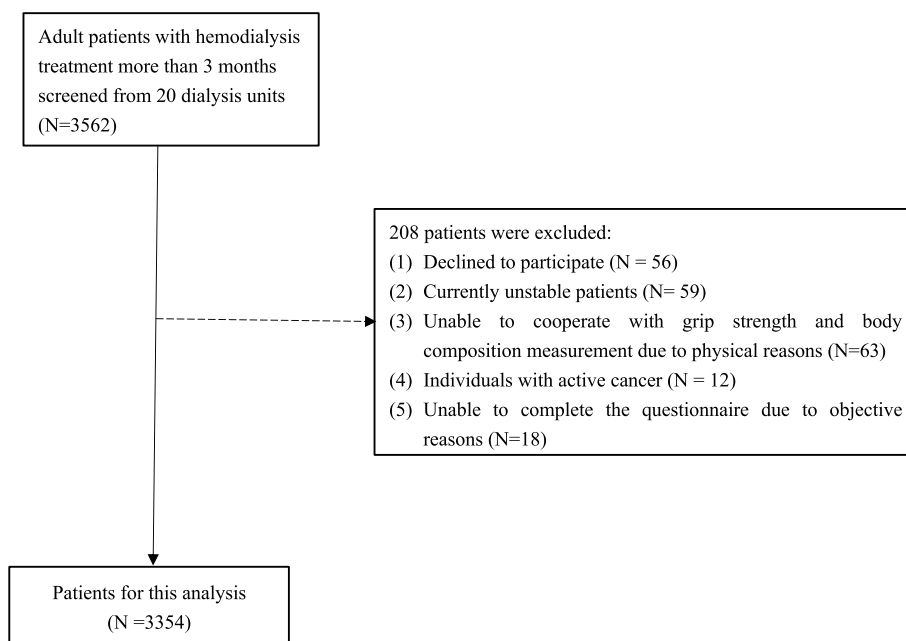 Adult patients with hemodialysis
treatment more than 3 months
screened from 20 dialysis units
(N=3562)
208 patients were excluded:
(1) Declined to participate (N = 56)
(2) Currently unstable patients (N= 59)
(3) Unable to cooperate with grip strength and body
composition measurement due to physical reasons (N=63)
(4) Individuals with active cancer (N = 12)
(5) Unable to complete the questionnaire due to objective
reasons (N=18)
Patients for this analysis
(N =3354)